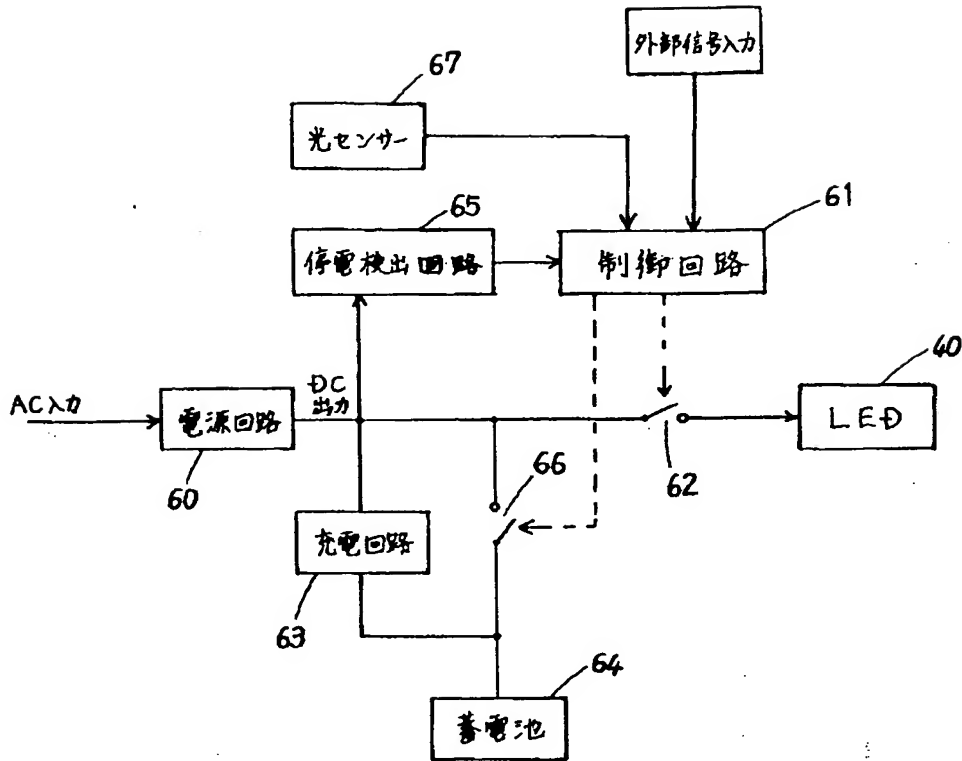 外部信号入力
67
光センサー
65
61
停電検出回路
制御回路
40
AC入力
電源回路
DC
出力
LED
60
66
62
充電回路
63
64
蓄電池